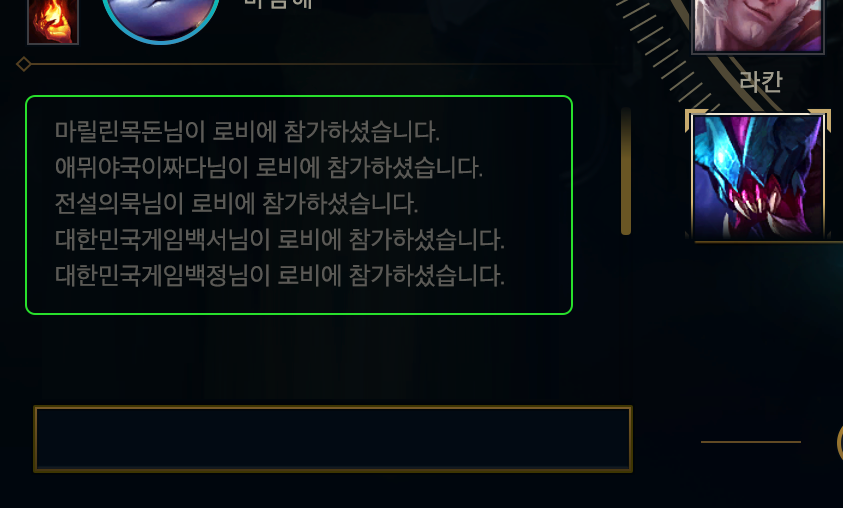 마릴린목돈님이 로비에 참가하셨습니다.
애뮈야국이짜다님이 로비에 참가하셨습니다.
전설의묵님이 로비에 참가하셨습니다.
대한민국게임백서님이 로비에 참가하셨습니다.
대한민국게임백정님이 로비에 참가하셨습니다.
라칸